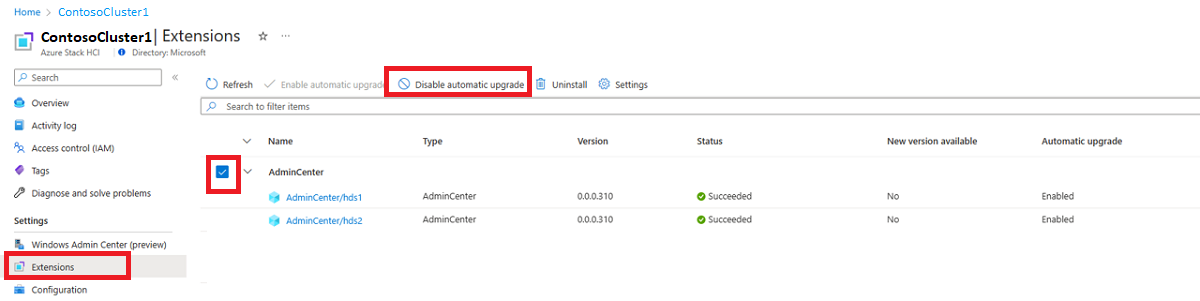 Home > ContosoCluster1
ContosoCluster1 | Extensions ☆ ...
Azure Stack HCI Directory: Microsoft
Search «
Refresh Enable automatic upgrade Disable automatic upgrade Uninstall Settings
Search to filter items
Overview
Activity log
Access control (IAM)
Tags
Diagnose and solve problems
Settings
Windows Admin Center (preview)
Extensions
Configuration
Name Type Version Status New version available Automatic upgrade
AdminCenter
AdminCenter/hds1 AdminCenter 0.0.0.310 Succeeded No Enabled
AdminCenter/hds2 AdminCenter 0.0.0.310 Succeeded No Enabled